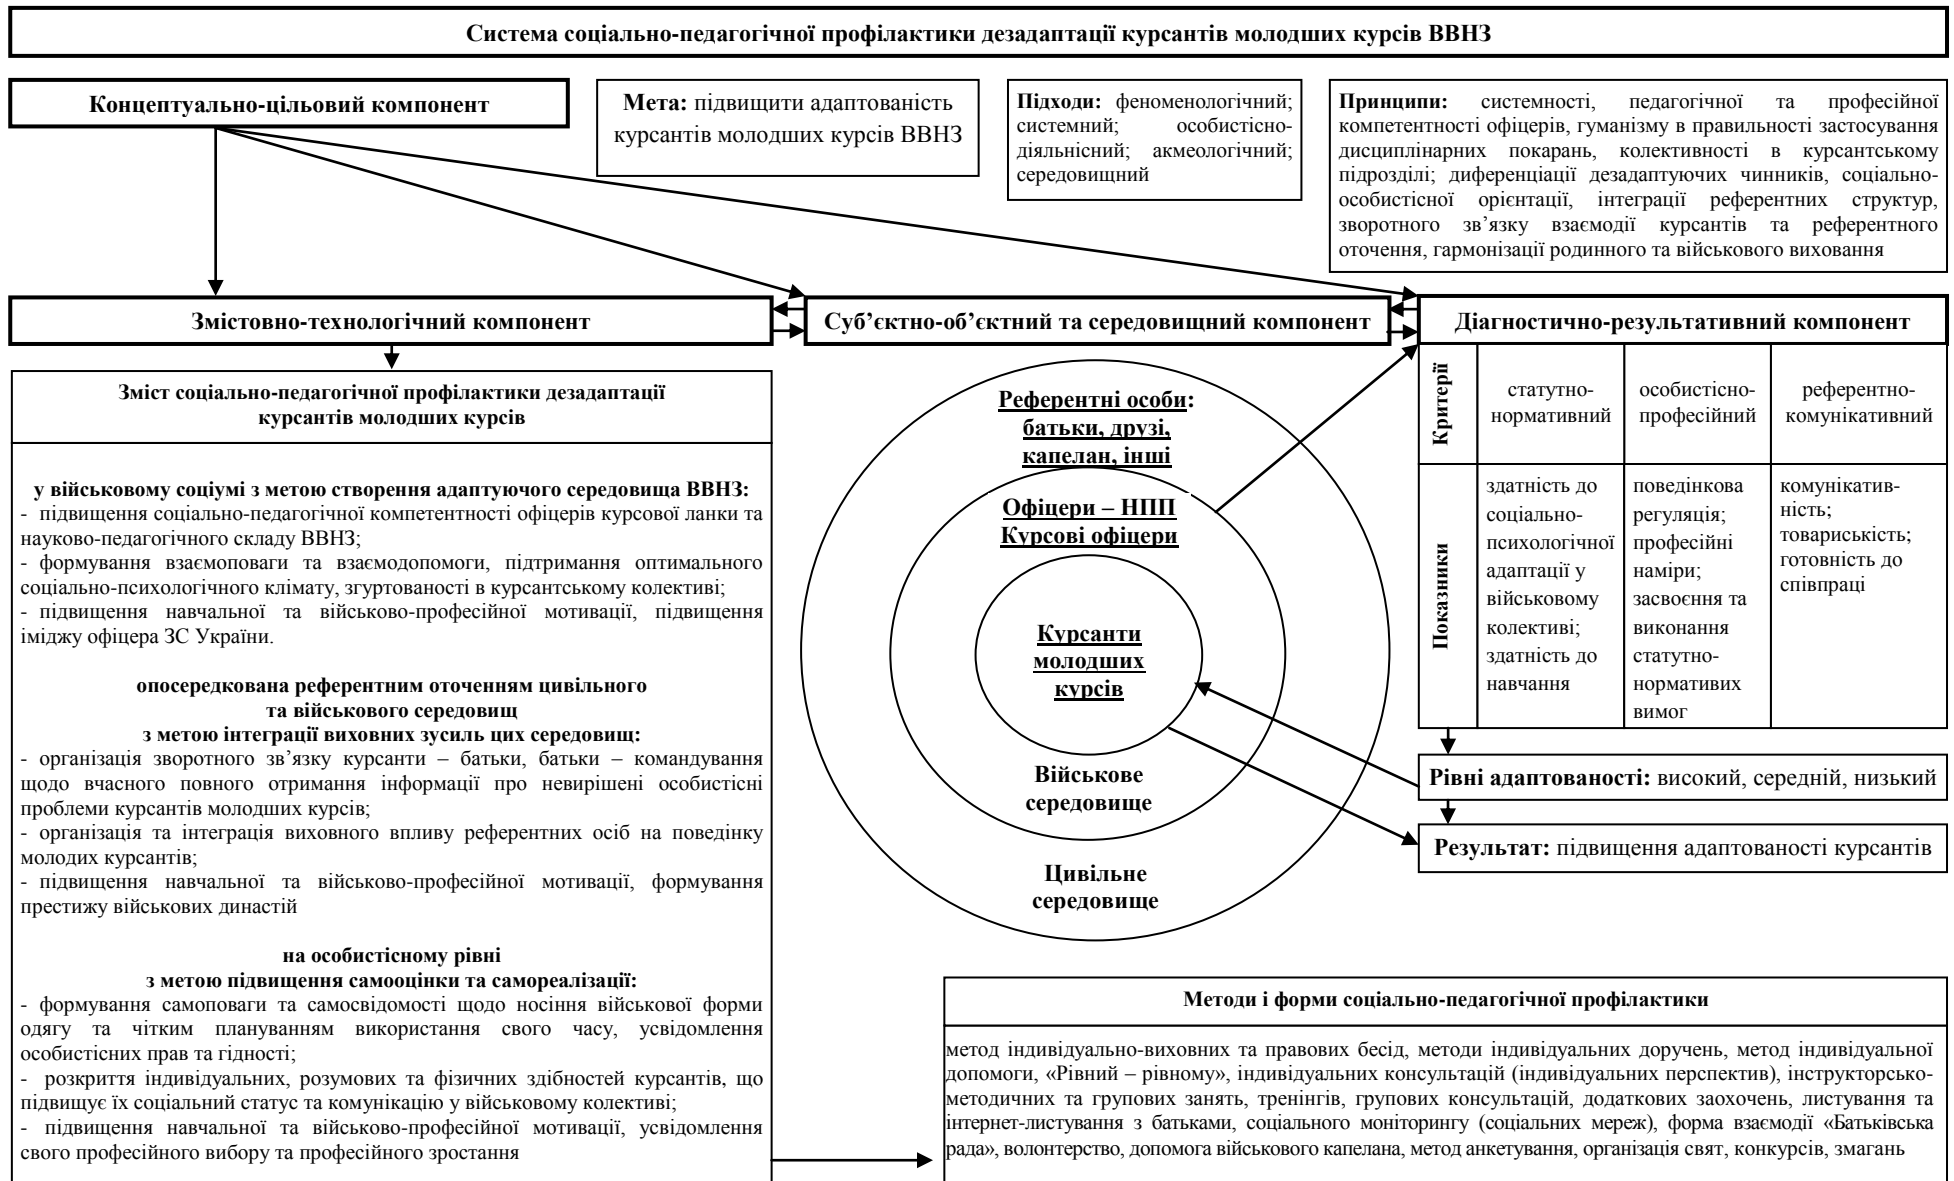 Система соціально-педагогічної профілактики дезадаптації курсантів молодших курсів ВВНЗ
Концептуально-цільовий компонент
Мета: підвищити адаптованість
курсантів молодших курсів ВВНЗ
Підходи: феноменологічний;
системний; особистісно-
діяльнісний; акмеологічний;
середовищний
Принципи: системності, педагогічної та професійної
компетентності офіцерів, гуманізму в правильності застосування
дисциплінарних покарань, колективності в курсантському
підрозділі; диференціації дезадаптуючих чинників, соціально-
особистісної орієнтації, інтеграції референтних структур,
зворотного зв’язку взаємодії курсантів та референтного
оточення, гармонізації родинного та військового виховання
Змістовно-технологічний компонент
Суб’єктно-об’єктний та середовищний компонент
Діагностично-результативний компонент
Зміст соціально-педагогічної профілактики дезадаптації
курсантів молодших курсів
у військовому соціумі з метою створення адаптуючого середовища ВВНЗ:
- підвищення соціально-педагогічної компетентності офіцерів курсової ланки та
науково-педагогічного складу ВВНЗ;
- формування взаємоповаги та взаємодопомоги, підтримання оптимального
соціально-психологічного клімату, згуртованості в курсантському колективі;
- підвищення навчальної та військово-професійної мотивації, підвищення
іміджу офіцера ЗС України.
опосередкована референтним оточенням цивільного
та військового середовищ
з метою інтеграції виховних зусиль цих середовищ:
- організація зворотного зв’язку курсанти – батьки, батьки – командування
щодо вчасного повного отримання інформації про невирішені особистісні
проблеми курсантів молодших курсів;
- організація та інтеграція виховного впливу референтних осіб на поведінку
молодих курсантів;
- підвищення навчальної та військово-професійної мотивації, формування
престижу військових династій
на особистісному рівні
з метою підвищення самооцінки та самореалізації:
- формування самоповаги та самосвідомості щодо носіння військової форми
одягу та чітким плануванням використання свого часу, усвідомлення
особистісних прав та гідності;
- розкриття індивідуальних, розумових та фізичних здібностей курсантів, що
підвищує їх соціальний статус та комунікацію у військовому колективі;
- підвищення навчальної та військово-професійної мотивації, усвідомлення
свого професійного вибору та професійного зростання
Референтні особи:
батьки, друзі,
капелан, інші
Офіцери – НПП
Курсові офіцери
Курсанти
молодших
курсів
Військове
середовище
Цивільне
середовище
Критерії
статутно-
нормативний
особистісно-
професійний
референтно-
комунікативний
Показники
здатність до
соціально-
психологічної
адаптації у
військовому
колективі;
здатність до
навчання
поведінкова
регуляція;
професійні
наміри;
засвоєння та
виконання
статутно-
нормативих
вимог
комунікатив-
ність;
товариськість;
готовність до
співпраці
Рівні адаптованості: високий, середній, низький
Результат: підвищення адаптованості курсантів
Методи і форми соціально-педагогічної профілактики
метод індивідуально-виховних та правових бесід, методи індивідуальних доручень, метод індивідуальної
допомоги, «Рівний – рівному», індивідуальних консультацій (індивідуальних перспектив), інструкторсько-
методичних та групових занять, тренінгів, групових консультацій, додаткових заохочень, листування та
інтернет-листування з батьками, соціального моніторингу (соціальних мереж), форма взаємодії «Батьківська
рада», волонтерство, допомога військового капелана, метод анкетування, організація свят, конкурсів, змагань